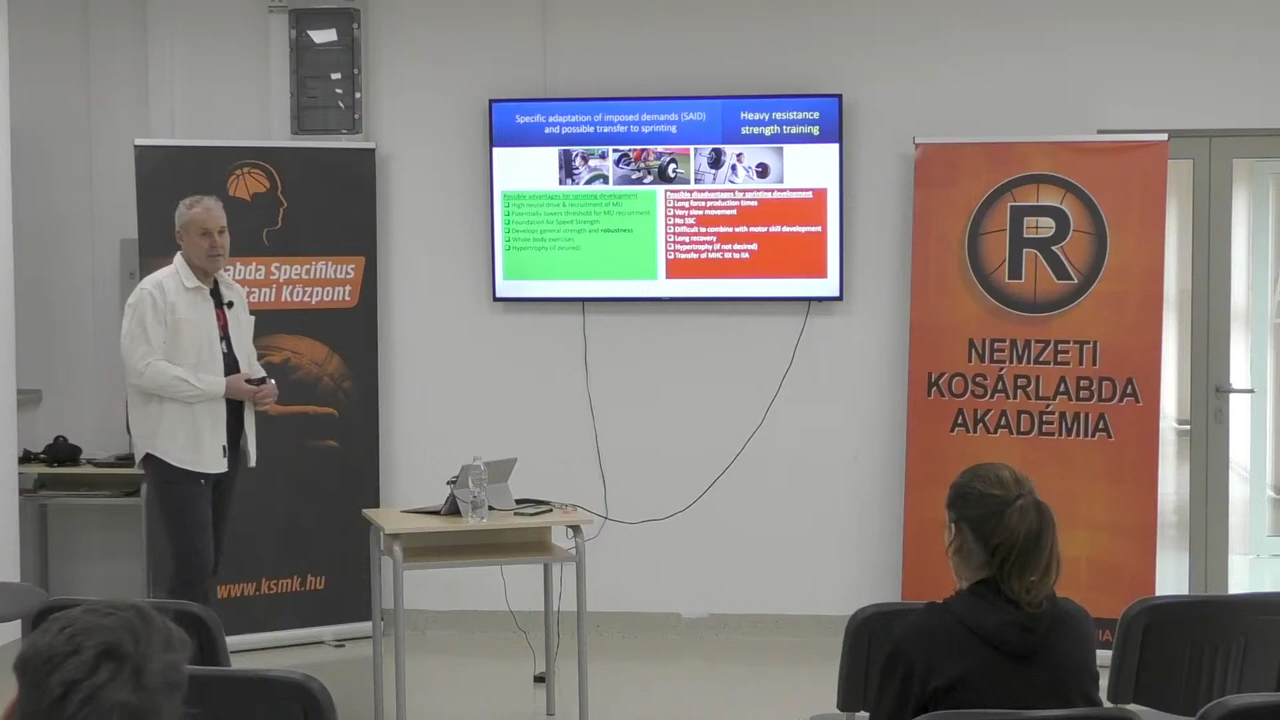 Specific adaptation of imposed demands (SAID)
and possible transfer to sprinting
Heavy resistance
strength training
Possible advantages for sprinting development
High neural drive & recruitment of MU
Potentially lowers threshold for MU recruitment
Foundation for Speed Strength
Develops general strength and robustness
Whole body exercises
Hypertrophy (if desired)
Possible disadvantages for sprinting development
Long force production times
Very slow movement
No SSC
Difficult to combine with motor skill development
Long recovery
Hypertrophy (if not desired)
Transfer of MHC IIX to IIA
abda Specifikus
tani Központ
www.ksmk.hu
R
NEMZETI
KOSÁRLABDA
AKADÉMIA